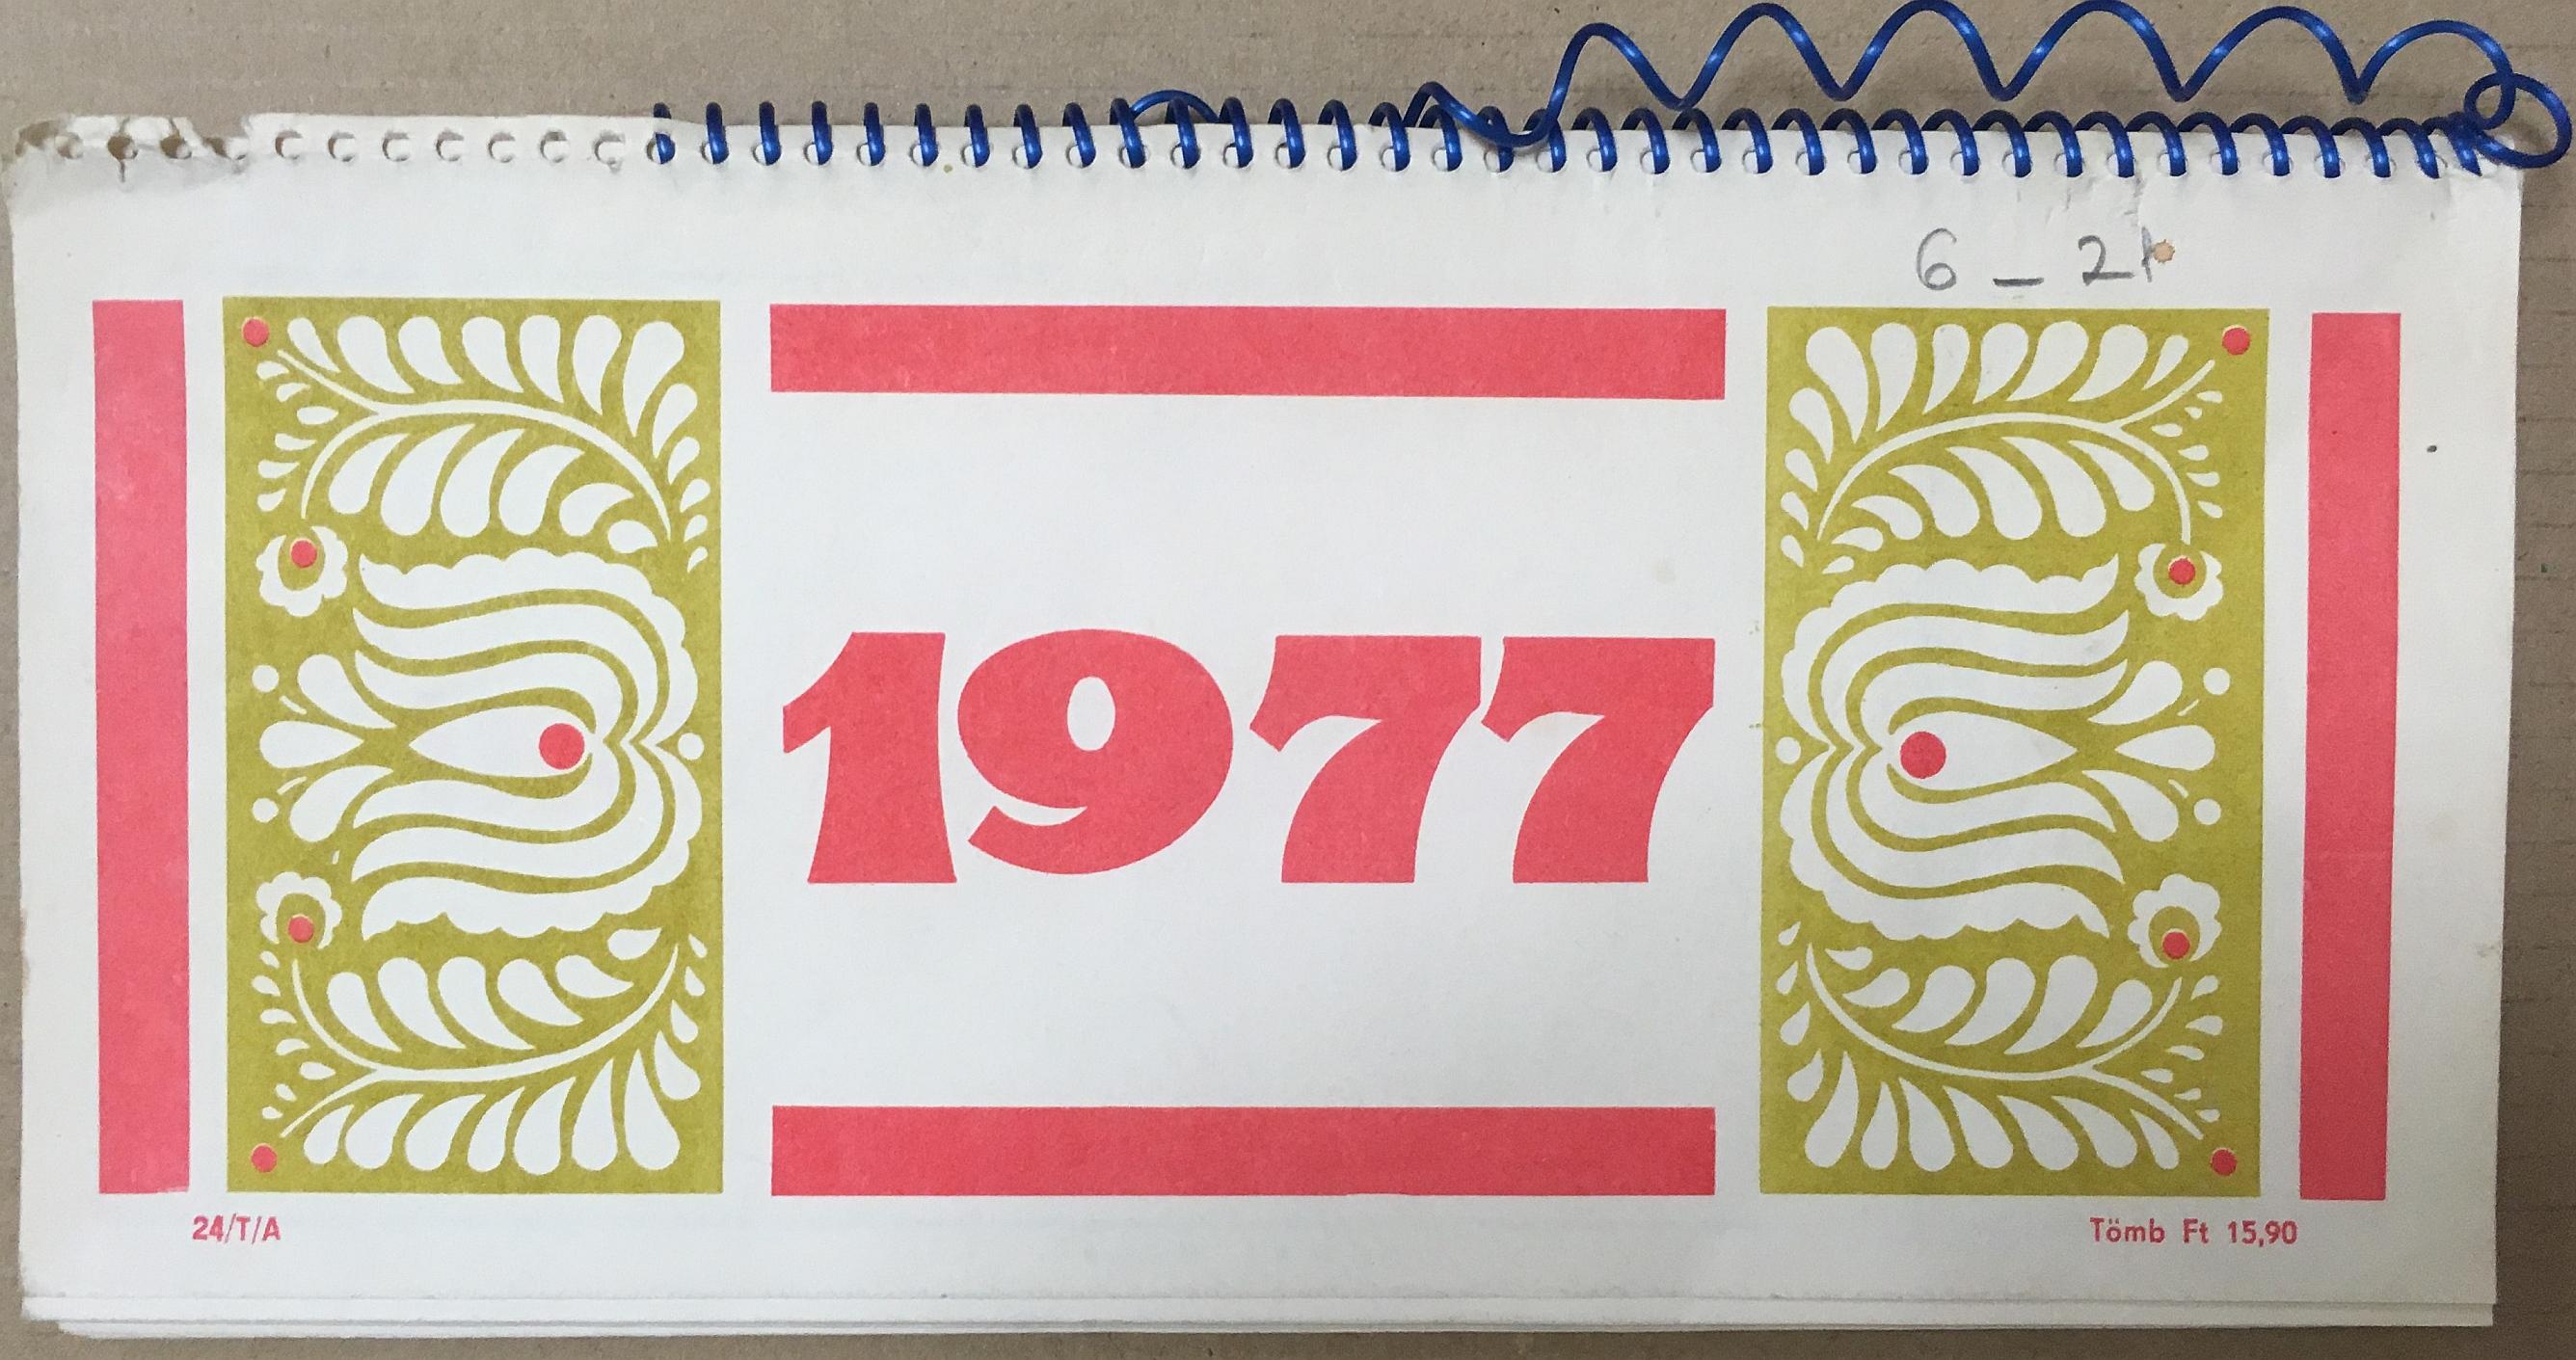 6 – 21
1977
24/T/A
Tömb Ft 15,90